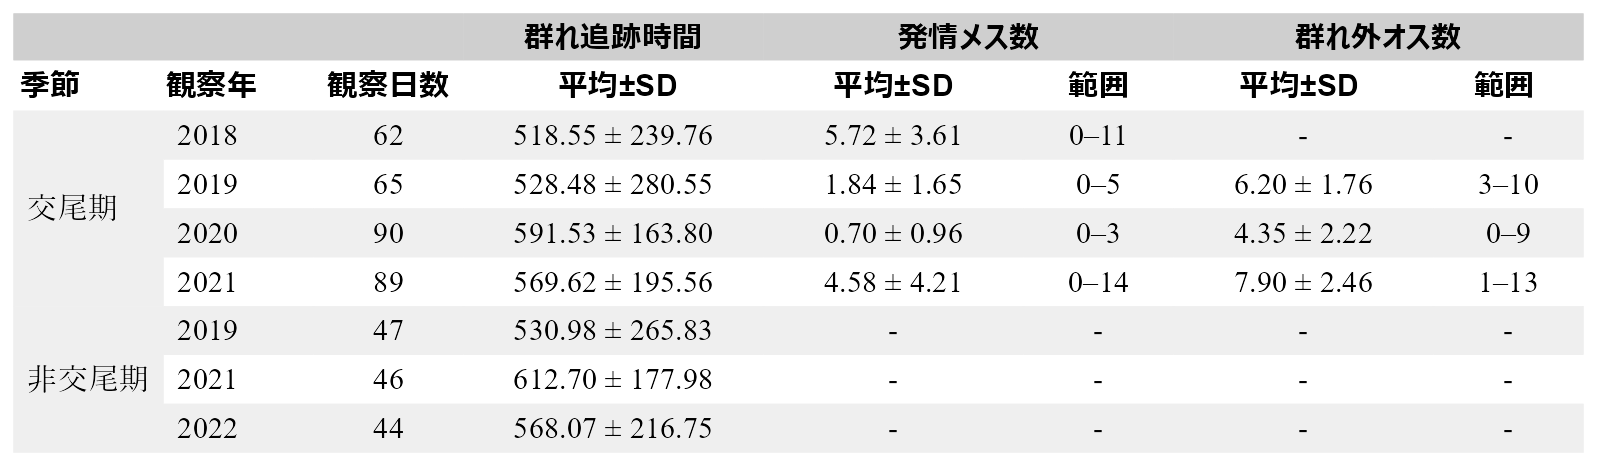 群れ追跡時間 発情メス数 群れ外オス数
季節 観察年 観察日数 平均±SD 平均±SD 範囲 平均±SD 範囲
2018 62 518.55 ± 239.76 5.72 ± 3.61 0–11 - -
2019 65 528.48 ± 280.55 1.84 ± 1.65 0–5 6.20 ± 1.76 3–10
交尾期
2020 90 591.53 ± 163.80 0.70 ± 0.96 0–3 4.35 ± 2.22 0–9
2021 89 569.62 ± 195.56 4.58 ± 4.21 0–14 7.90 ± 2.46 1–13
2019 47 530.98 ± 265.83 - - - -
非交尾期 2021 46 612.70 ± 177.98 - - - -
2022 44 568.07 ± 216.75 - - - -